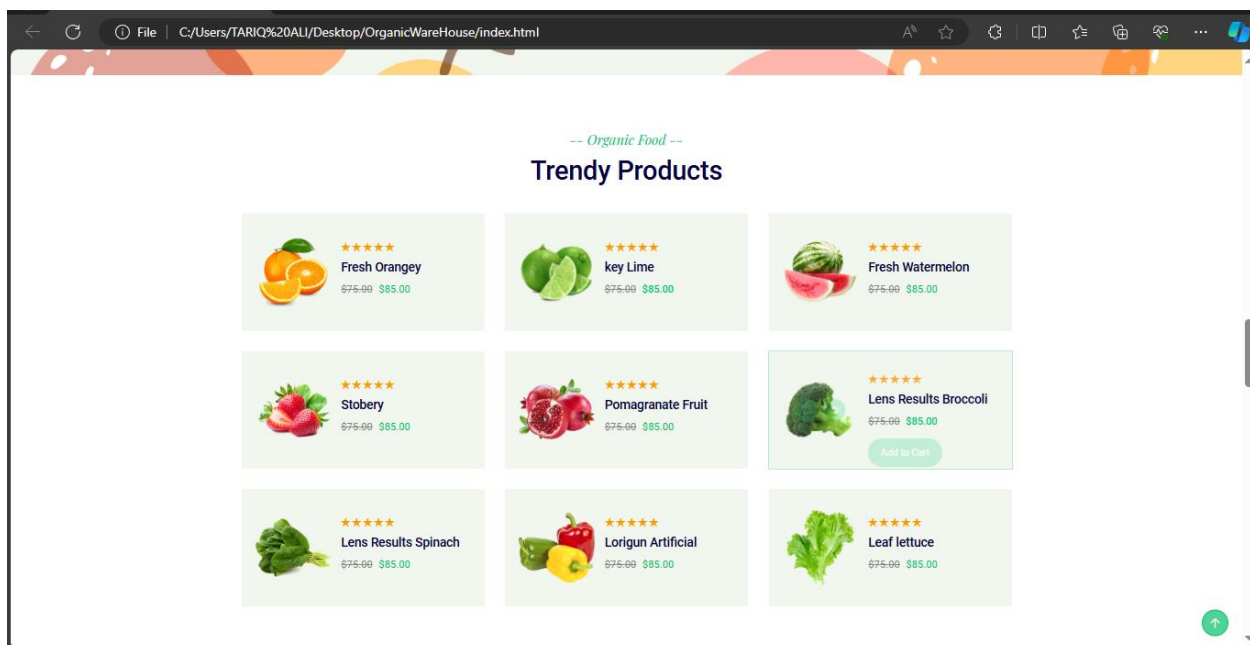 File | C:/Users/TARIQ%20ALI/Desktop/OrganicWareHouse/index.html
-- Organic Food --
Trendy Products
Fresh Orangey
$75.00 $85.00
key Lime
$75.00 $85.00
Fresh Watermelon
$75.00 $85.00
Stobery
$75.00 $85.00
Pomagranate Fruit
$75.00 $85.00
Lens Results Broccoli
$75.00 $85.00
Add to Cart
Lens Results Spinach
$75.00 $85.00
Lorigun Artificial
$75.00 $85.00
Leaf lettuce
$75.00 $85.00